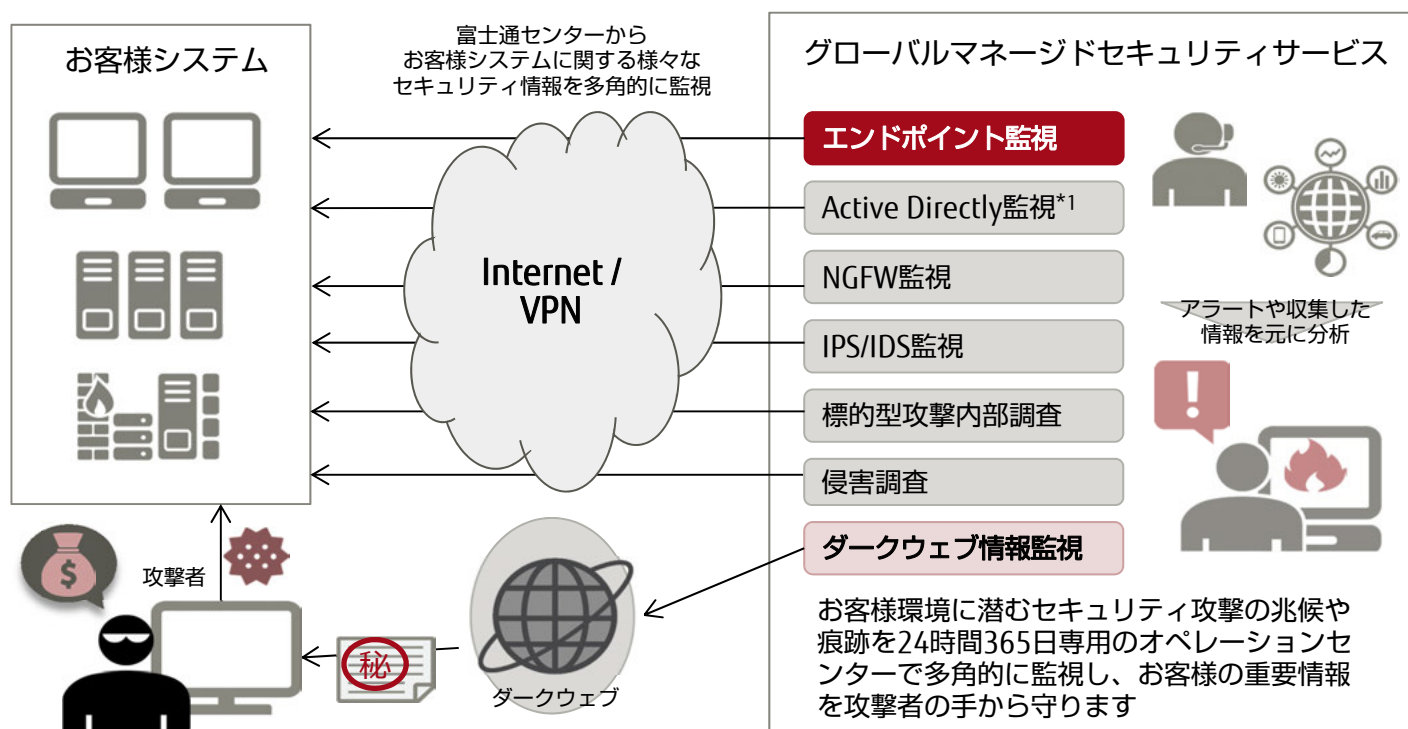 お客様システム
富士通センターから
お客様システムに関する様々な
セキュリティ情報を多角的に監視
Internet /
VPN
グローバルマネージドセキュリティサービス
エンドポイント監視
Active Directly監視*1
NGFW監視
IPS/IDS監視
標的型攻撃内部調査
侵害調査
ダークウェブ情報監視
アラートや収集した
情報を元に分析
!
$
攻撃者
秘
ダークウェブ
お客様環境に潜むセキュリティ攻撃の兆候や
痕跡を24時間365日専用のオペレーションセ
ンターで多角的に監視し、お客様の重要情報
を攻撃者の手から守ります